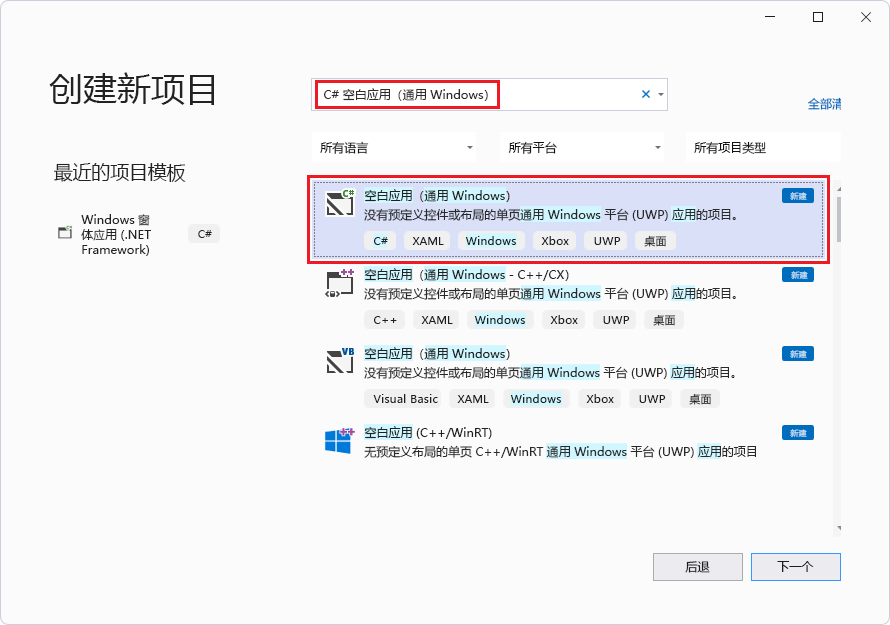 创建新项目
C# 空白应用（通用 Windows）
全部清
所有语言
所有平台
所有项目类型
最近的项目模板
Windows 窗
体应用 (.NET
Framework)
C#
C#
空白应用（通用 Windows）
新建
没有预定义控件或布局的单页通用 Windows 平台 (UWP) 应用的项目。
C# XAML Windows Xbox UWP 桌面
++
空白应用（通用 Windows - C++/CX）
新建
没有预定义控件或布局的单页通用 Windows 平台 (UWP) 应用的项目。
C++ XAML Windows Xbox UWP 桌面
VB
空白应用（通用 Windows）
新建
没有预定义控件或布局的单页通用 Windows 平台 (UWP) 应用的项目。
Visual Basic XAML Windows Xbox UWP 桌面
++
空白应用 (C++/WinRT)
新建
无预定义布局的单页 C++/WinRT 通用 Windows 平台 (UWP) 应用的项目
后退
下一个